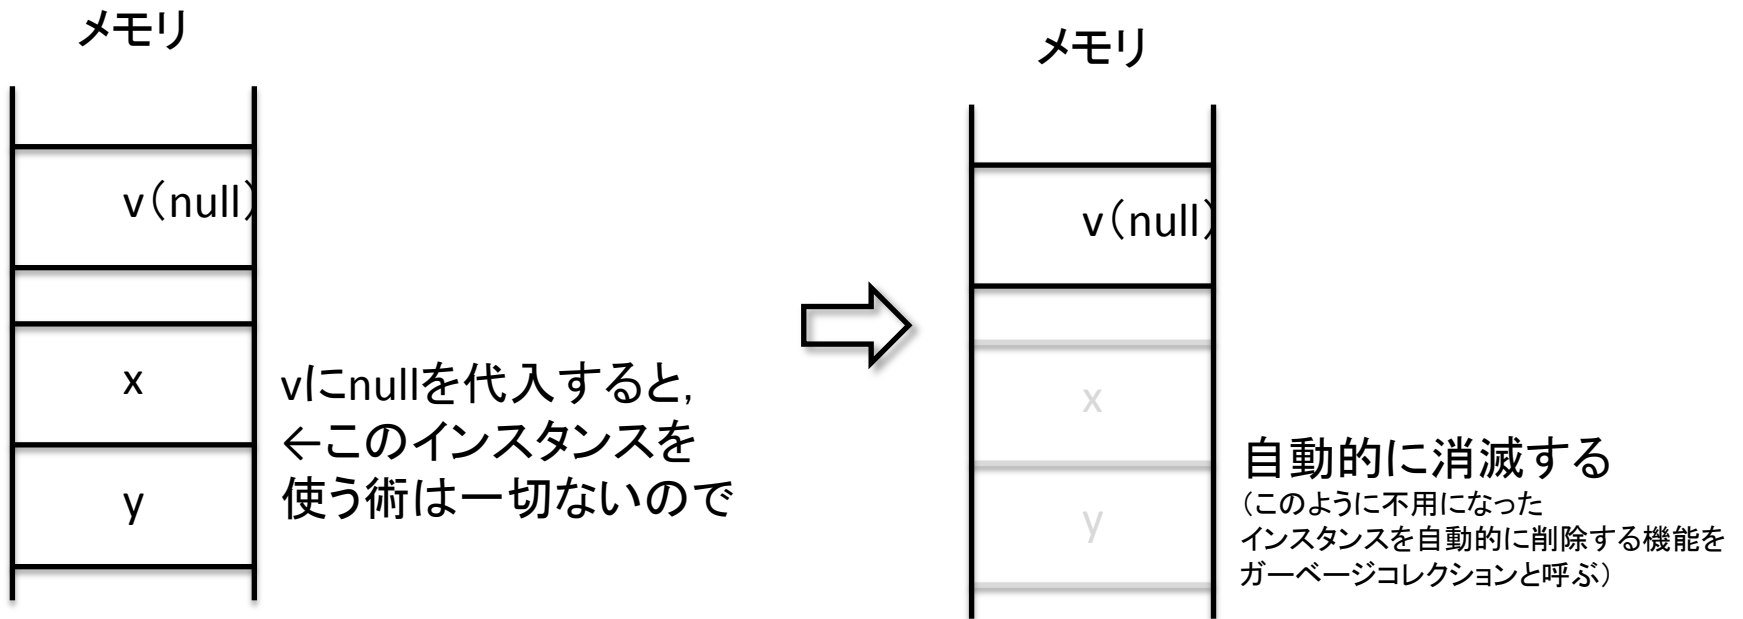 メモリ
v(null)
x
y
vにnullを代入すると,
←このインスタンスを
使う術は一切ないので
メモリ
v(null)
x
y
自動的に消滅する
(このように不用になった
インスタンスを自動的に削除する機能を
ガーベージコレクションと呼ぶ)